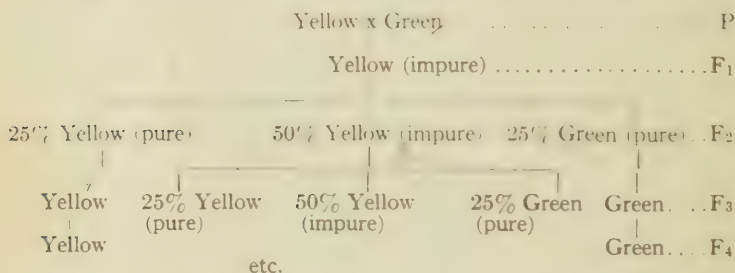 Yellow x Green ............ P
Yellow (impure) .................... F₁
25% Yellow (pure) 50% Yellow (impure) 25% Green (pure) .. F₂
Yellow 25% Yellow 50% Yellow 25% Green Green. .. F₃
(pure) (impure) (pure)
Yellow Green.... F₄
etc.